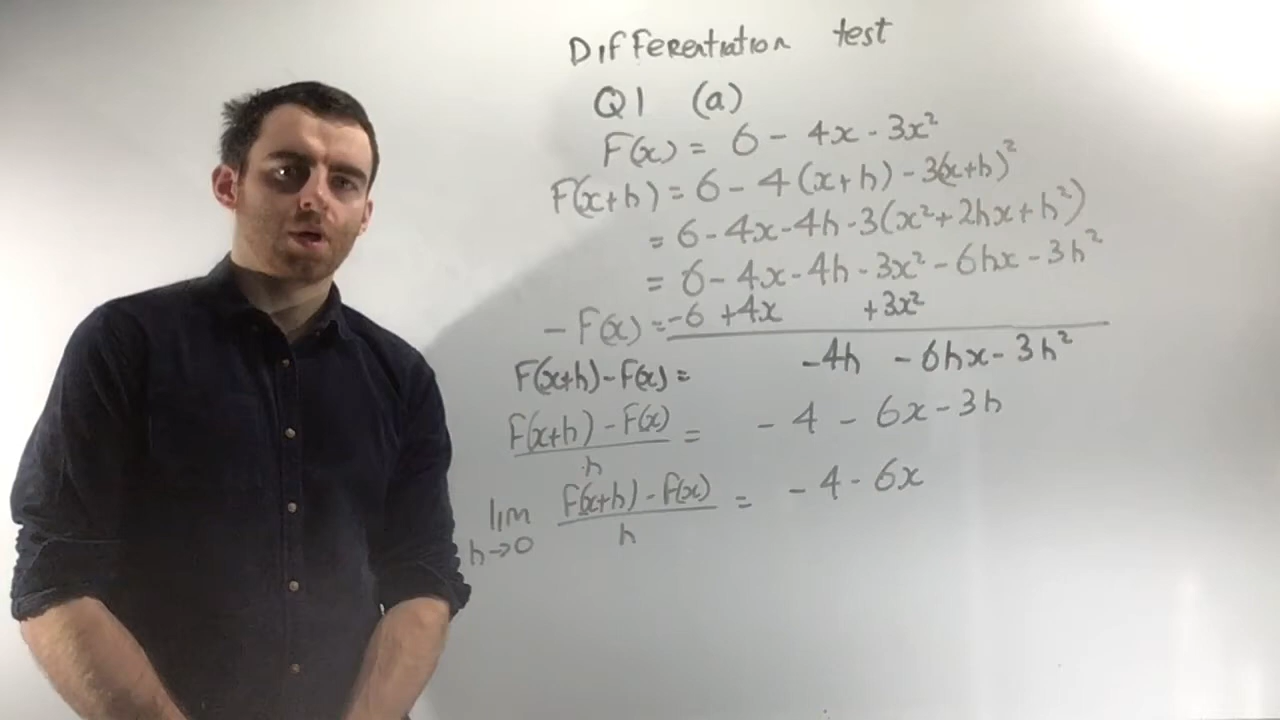 Differentiation test
Q1 (a)
F(x) = 6 - 4x - 3x²
F(x+h) = 6 - 4(x+h) - 3(x+h)²
= 6 - 4x - 4h - 3(x² + 2hx + h²)
= 6 - 4x - 4h - 3x² - 6hx - 3h²
- F(x) = -6 + 4x + 3x²
F(x+h) - F(x) = -4h - 6hx - 3h²
F(x+h) - F(x) / h = - 4 - 6x - 3h
lim h→0 F(x+h) - F(x) / h = - 4 - 6x